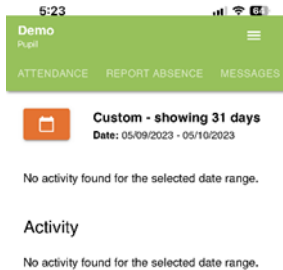 5:23
64
Demo
Pupil
ATTENDANCE REPORT ABSENCE MESSAGES
Custom - showing 31 days
Date: 05/09/2023 - 05/10/2023
No activity found for the selected date range.
Activity
No activity found for the selected date range.